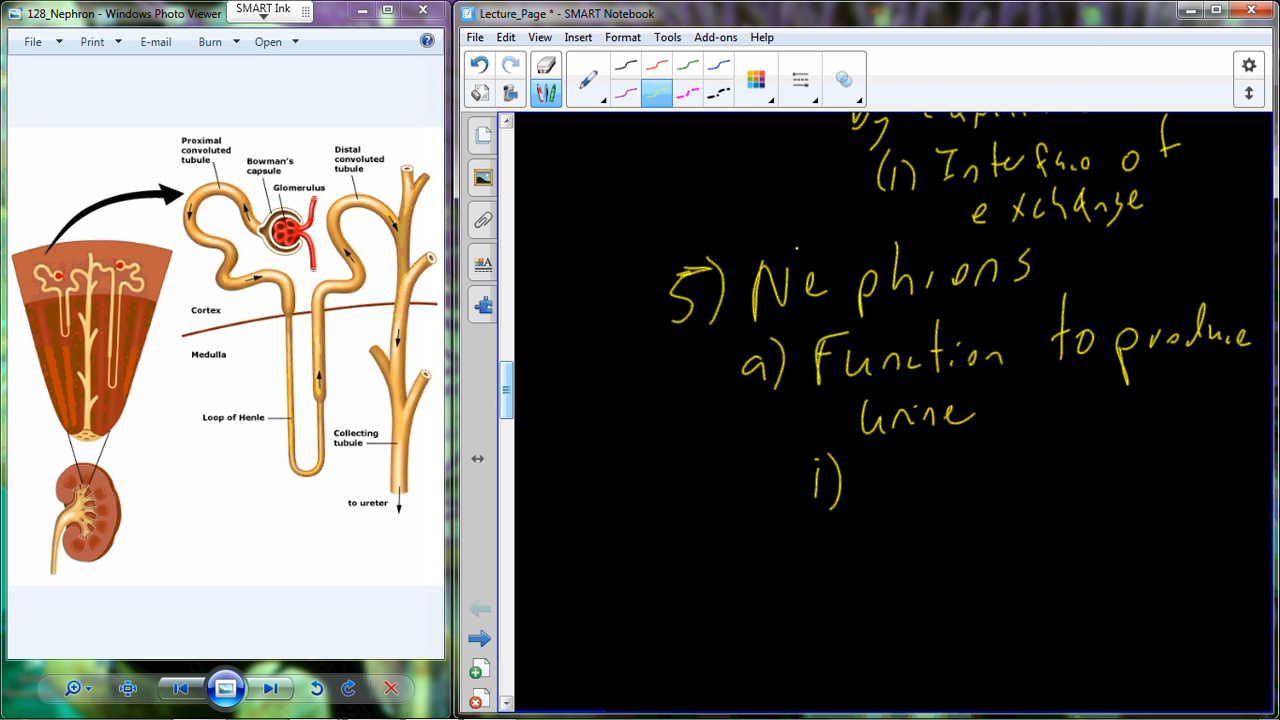 128_Nephron - Windows Photo Viewer
SMART Ink
File Print E-mail Burn Open
Proximal
convoluted
tubule
Bowman's
capsule
Glomerulus
Distal
convoluted
tubule
Cortex
Medulla
Loop of Henle
Collecting
tubule
to ureter
Lecture_Page * - SMART Notebook
File Edit View Insert Format Tools Add-ons Help
of
exchange
5) Nephrons
a) Function to produce
urine
i)